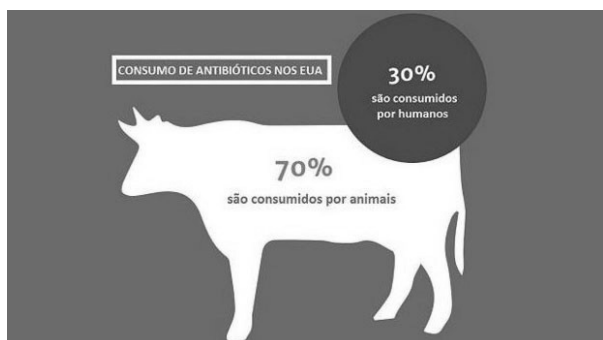 CONSUMO DE ANTIBIÓTICOS NOS EUA
30%
são consumidos
por humanos
70%
são consumidos por animais